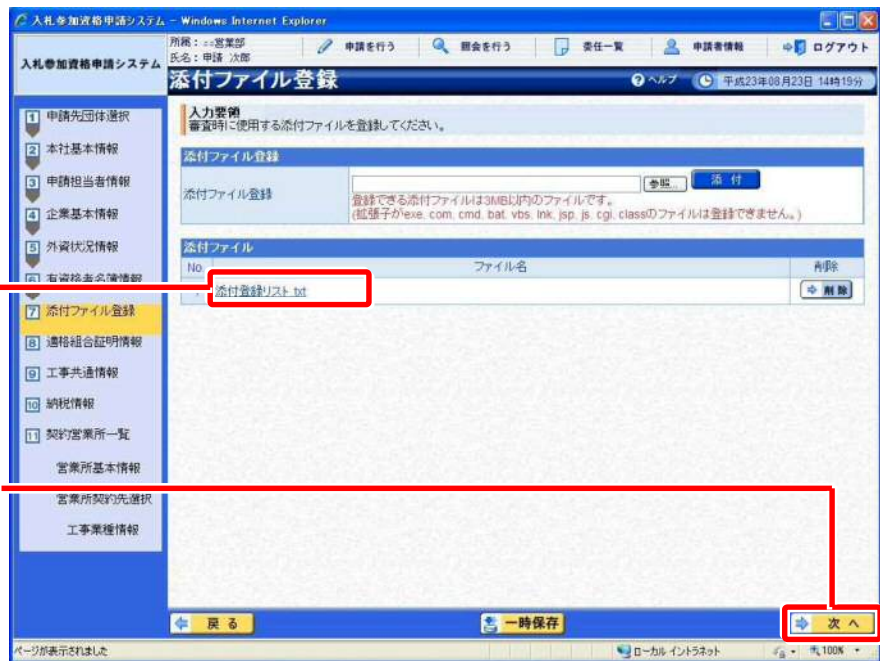 入札参加資格申請システム - Windows Internet Explorer
入札参加資格申請システム
所属：::営業部
氏名：申請 次郎
申請を行う
照会を行う
委任一覧
申請者情報
ログアウト
添付ファイル登録
ヘルプ
平成23年08月23日 14時19分
1 申請先団体選択
2 本社基本情報
3 申請担当者情報
4 企業基本情報
5 外資状況情報
6 有資格者名簿情報
7 添付ファイル登録
8 適格組合証明情報
9 工事共通情報
10 納税情報
11 契約営業所一覧
営業所基本情報
営業所契約先選択
工事業種情報
入力要領
審査時に使用する添付ファイルを登録してください。
添付ファイル登録
添付ファイル登録
参照...
添 付
登録できる添付ファイルは3MB以内のファイルです。
(拡張子がexe, com, cmd, bat, vbs, lnk, jsp, js, cgi, classのファイルは登録できません。)
添付ファイル
No ファイル名 削除
添付登録リスト.txt
削 除
戻 る
一時保存
次 へ
ページが表示されました
ローカル イントラネット
100%